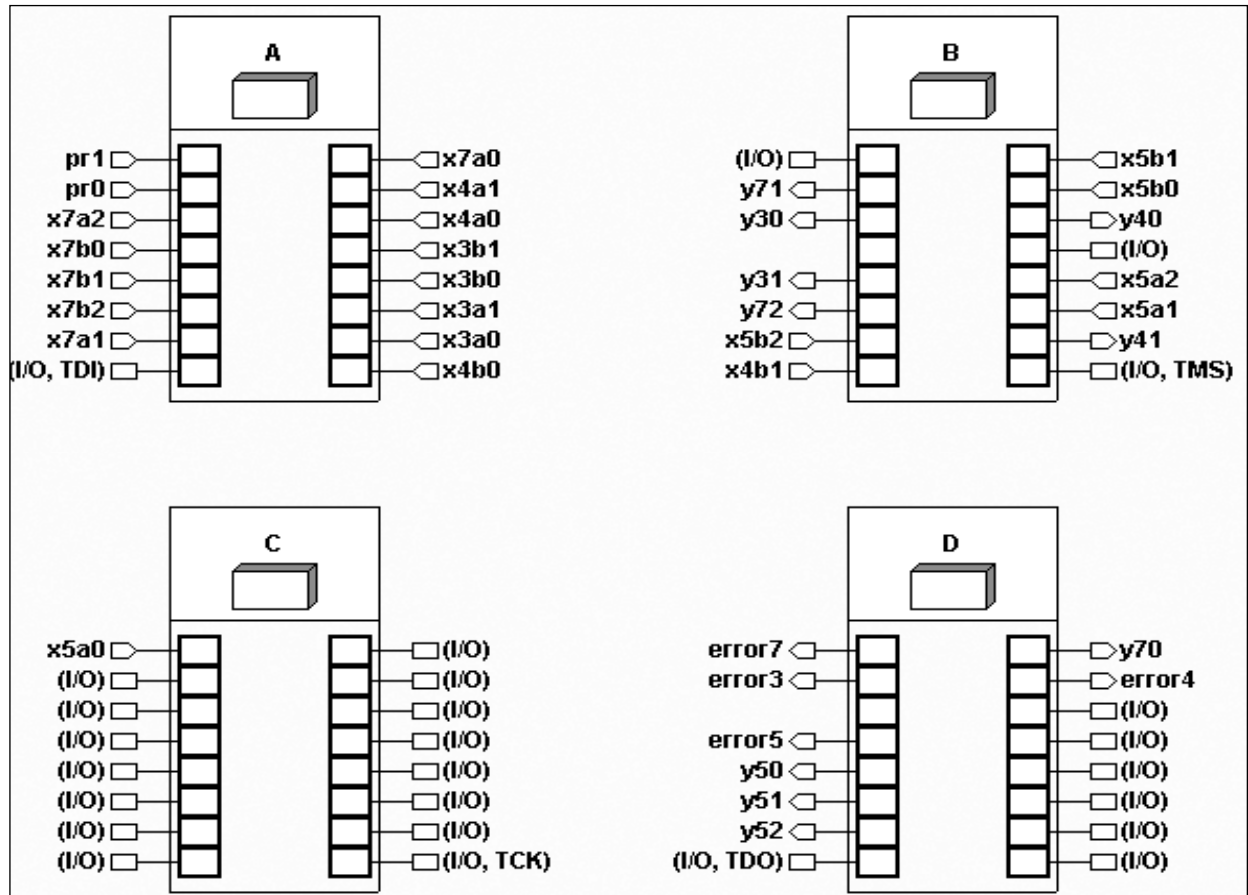 A
pr1 x7a0
pr0 x4a1
x7a2 x4a0
x7b0 x3b1
x7b1 x3b0
x7b2 x3a1
x7a1 x3a0
(I/O, TDI) x4b0
B
(I/O) x5b1
y71 x5b0
y30 y40
(I/O)
y31 x5a2
y72 x5a1
x5b2 y41
x4b1 (I/O, TMS)
C
x5a0 (I/O)
(I/O) (I/O)
(I/O) (I/O)
(I/O) (I/O)
(I/O) (I/O)
(I/O) (I/O)
(I/O) (I/O)
(I/O) (I/O, TCK)
D
error7 y70
error3 error4
(I/O)
error5 (I/O)
y50 (I/O)
y51 (I/O)
y52 (I/O)
(I/O, TDO) (I/O)